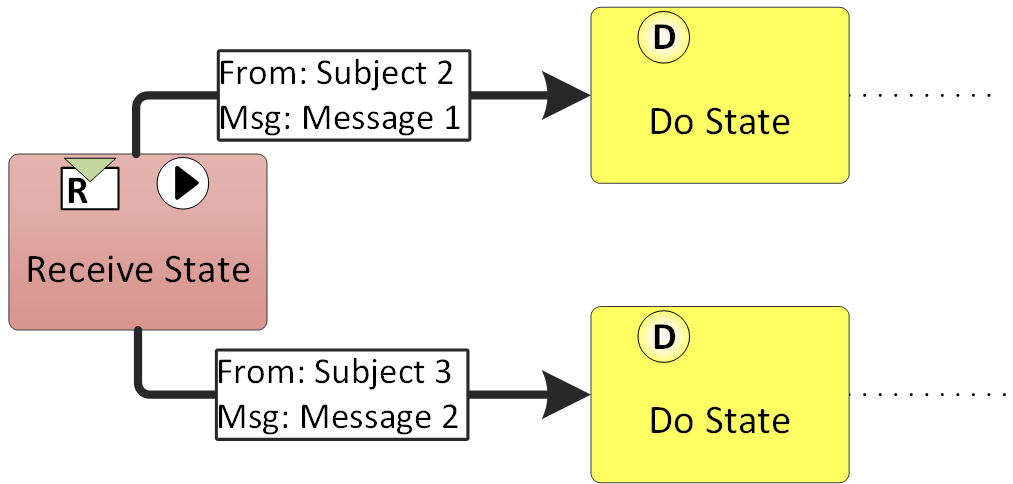 From: Subject 2
Msg: Message 1
D
Do State
R
Receive State
From: Subject 3
Msg: Message 2
D
Do State